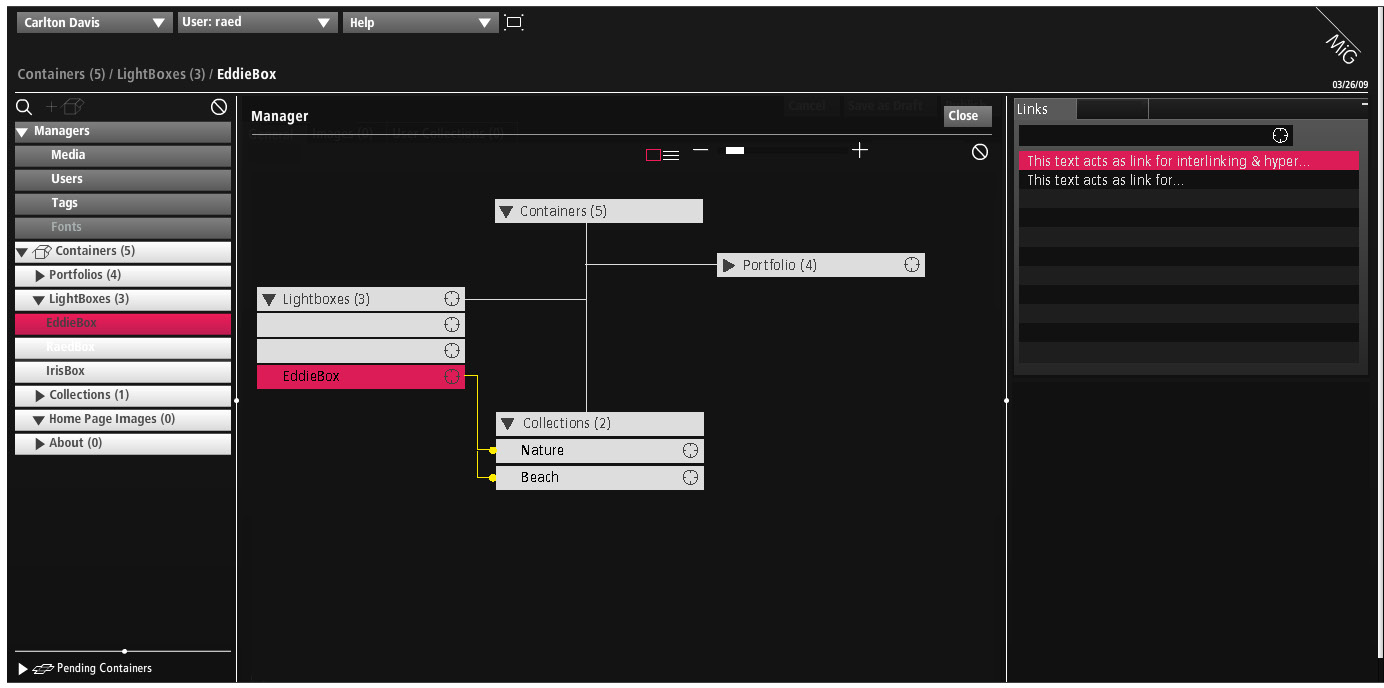 Carlton Davis
User: raed
Help
MiG
Containers (5) / LightBoxes (3) / EddieBox
03/26/09
Managers
Media
Users
Tags
Fonts
Containers (5)
Portfolios (4)
LightBoxes (3)
EddieBox
RaedBox
IrisBox
Collections (1)
Home Page Images (0)
About (0)
Pending Containers
Cancel
Save as Draft
Manager
Close
General
Images (0)
User Collections (0)
Containers (5)
Portfolio (4)
Lightboxes (3)
EddieBox
Collections (2)
Nature
Beach
Links
This text acts as link for interlinking & hyper...
This text acts as link for...